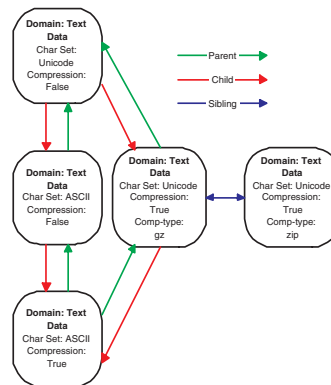 Domain: Text
Data
Char Set:
Unicode
Compression:
False
Parent
Child
Sibling
Domain: Text
Data
Char Set: ASCII
Compression:
False
Domain: Text
Data
Char Set: Unicode
Compression:
True
Comp-type:
gz
Domain: Text
Data
Char Set: Unicode
Compression:
True
Comp-type:
zip
Domain: Text
Data
Char Set: ASCII
Compression:
True